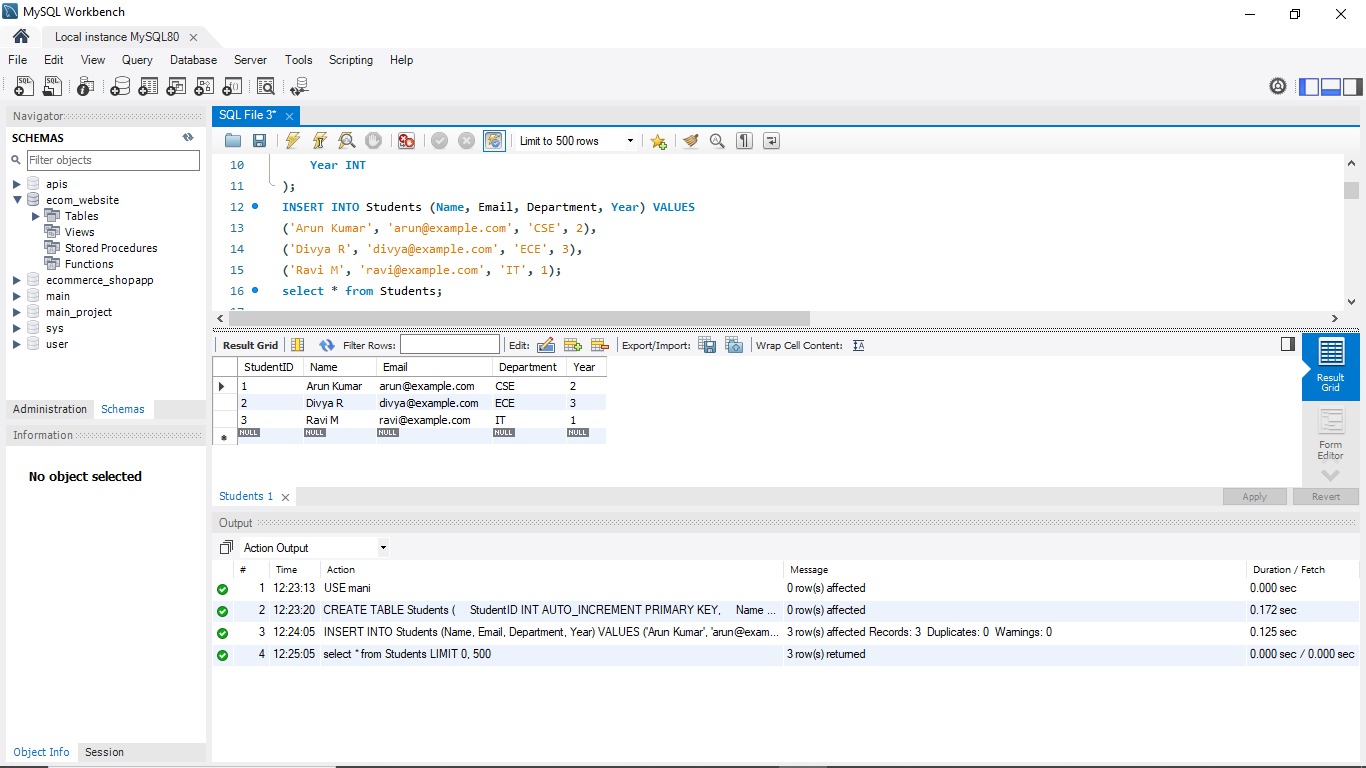 MySQL Workbench
Local instance MySQL80
File Edit View Query Database Server Tools Scripting Help
Navigator
SCHEMAS
Filter objects
apis
ecom_website
Tables
Views
Stored Procedures
Functions
ecommerce_shopapp
main
main_project
sys
user
Administration Schemas
Information
No object selected
Object Info Session
SQL File 3*
Limit to 500 rows
10 Year INT
11 );
12 INSERT INTO Students (Name, Email, Department, Year) VALUES
13 ('Arun Kumar', 'arun@example.com', 'CSE', 2),
14 ('Divya R', 'divya@example.com', 'ECE', 3),
15 ('Ravi M', 'ravi@example.com', 'IT', 1);
16 select * from Students;
Result Grid Filter Rows: Edit: Export/Import: Wrap Cell Content:
StudentID Name Email Department Year
1 Arun Kumar arun@example.com CSE 2
2 Divya R divya@example.com ECE 3
3 Ravi M ravi@example.com IT 1
NULL NULL NULL NULL NULL
Result
Grid
Form
Editor
Students 1
Apply Revert
Output
Action Output
# Time Action Message Duration / Fetch
1 12:23:13 USE mani 0 row(s) affected 0.000 sec
2 12:23:20 CREATE TABLE Students ( StudentID INT AUTO_INCREMENT PRIMARY KEY, Name ... 0 row(s) affected 0.172 sec
3 12:24:05 INSERT INTO Students (Name, Email, Department, Year) VALUES ('Arun Kumar', 'arun@exam... 3 row(s) affected Records: 3 Duplicates: 0 Warnings: 0 0.125 sec
4 12:25:05 select * from Students LIMIT 0, 500 3 row(s) returned 0.000 sec / 0.000 sec